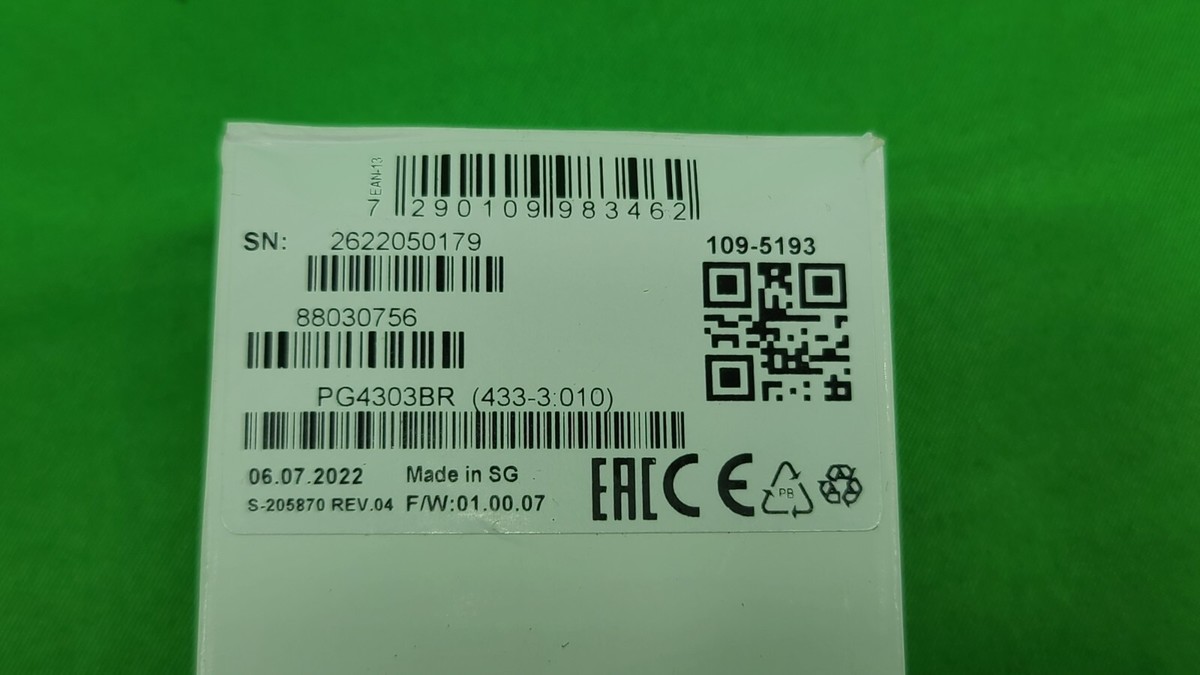 EAN-13
7 290109 983462
SN: 2622050179
109-5193
88030756
PG4303BR (433-3:010)
06.07.2022 Made in SG
S-205870 REV.04 F/W:01.00.07
EAC CE PB